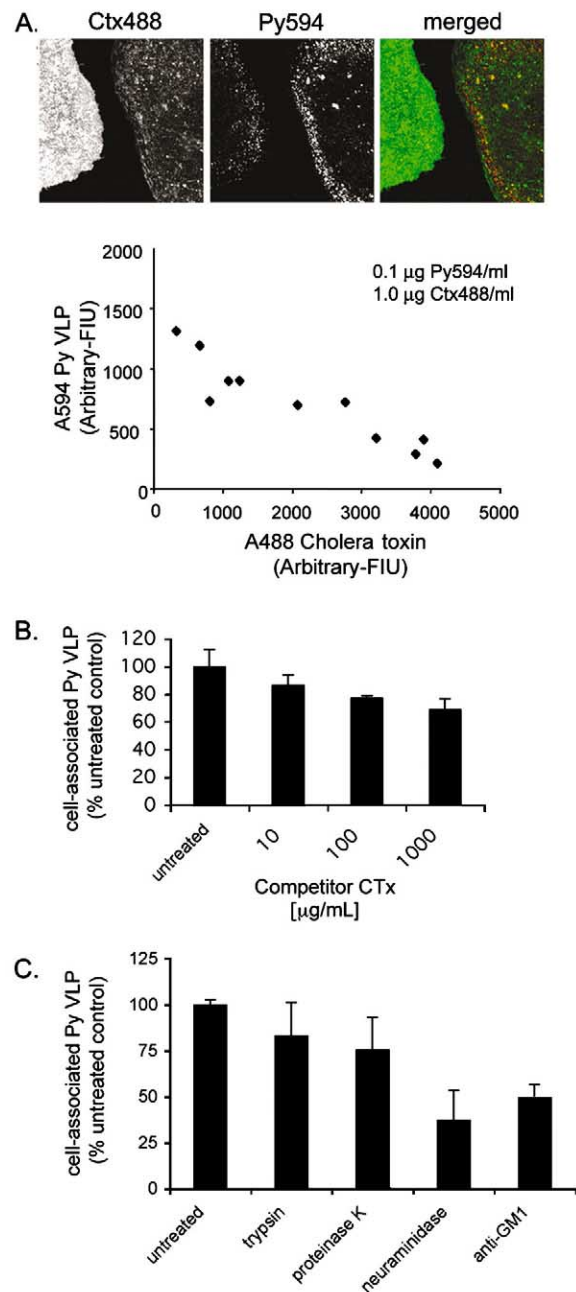 A.
Ctx488 Py594 merged
2000
1500
1000
500
0
A594 Py VLP
(Arbitrary-FIU)
0.1 µg Py594/ml
1.0 µg Ctx488/ml
0 1000 2000 3000 4000 5000
A488 Cholera toxin
(Arbitrary-FIU)
B.
cell-associated Py VLP
(% untreated control)
120
100
80
60
40
20
0
untreated 10 100 1000
Competitor CTx
[µg/mL]
C.
cell-associated Py VLP
(% untreated control)
125
100
75
50
25
0
untreated trypsin proteinase K neuraminidase anti-GM1